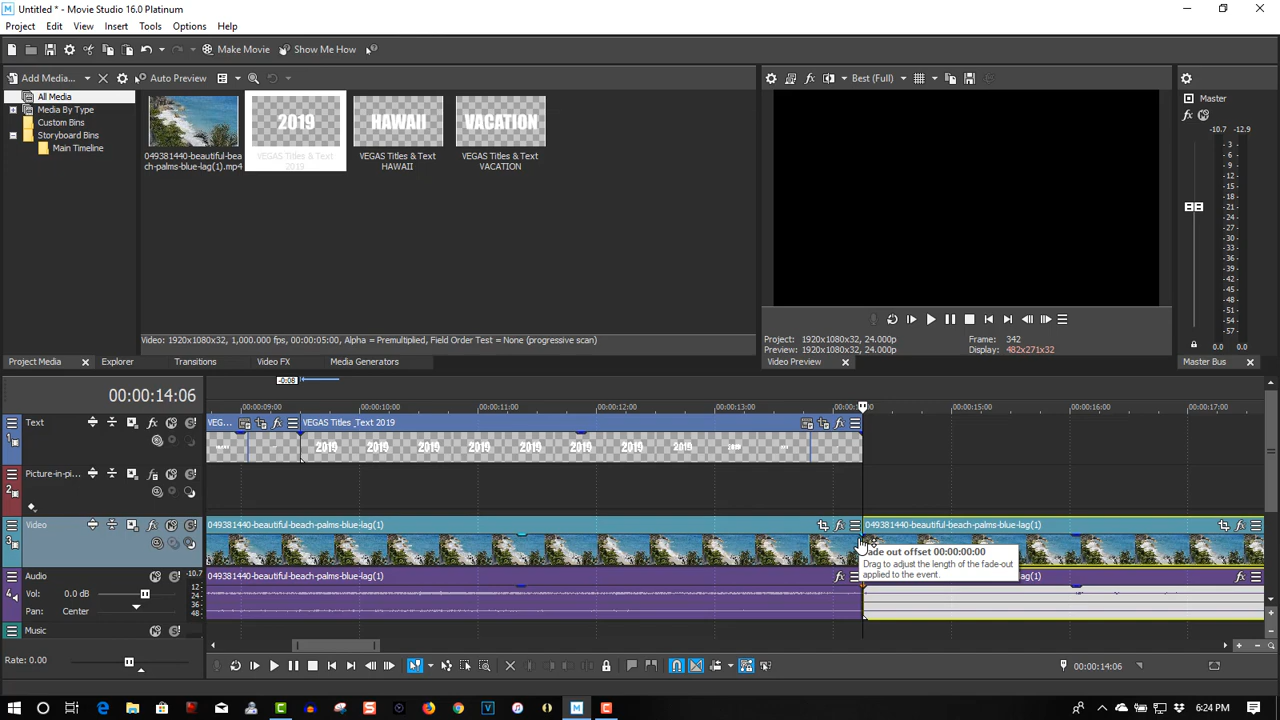 Untitled * - Movie Studio 16.0 Platinum
Project Edit View Insert Tools Options Help
Make Movie Show Me How
Add Media... Auto Preview
All Media
Media By Type
Custom Bins
Storyboard Bins
Main Timeline
2019
HAWAII
VACATION
049381440-beautiful-bea
ch-palms-blue-lag(1).mp4
VEGAS Titles & Text
2019
VEGAS Titles & Text
HAWAII
VEGAS Titles & Text
VACATION
Video: 1920x1080x32, 1,000.000 fps, 00:00:05:00, Alpha = Premultiplied, Field Order Test = None (progressive scan)
Project Media Explorer Transitions Video FX Media Generators
Best (Full)
Project: 1920x1080x32, 24.000p
Preview: 1920x1080x32, 24.000p
Frame: 342
Display: 482x271x32
Video Preview
Master
-10.7 -12.9
- 3 -
- 6 -
- 9 -
- 12 -
- 15 -
- 18 -
- 21 -
- 24 -
- 27 -
- 30 -
- 33 -
- 36 -
- 39 -
- 42 -
- 45 -
- 48 -
- 51 -
- 54 -
- 57 -
0.0 0.0
Master Bus
00:00:14:06
-0:08
00:00:09:00 00:00:10:00 00:00:11:00 00:00:12:00 00:00:13:00 00:00:15:00 00:00:16:00 00:00:17:00
Text
1
VEG...
VEGAS Titles _Text 2019
2019 2019 2019 2019 2019 2019 2019 2019
Picture-in-pi...
2
Video
3
049381440-beautiful-beach-palms-blue-lag(1)
049381440-beautiful-beach-palms-blue-lag(1)
ade out offset 00:00:00:00
Drag to adjust the length of the fade-out
applied to the event.
Audio
4
-10.7
Vol: 0.0 dB
Pan: Center
12
24
36
48
049381440-beautiful-beach-palms-blue-lag(1)
g(1)
Music
Rate: 0.00
00:00:14:06
6:24 PM